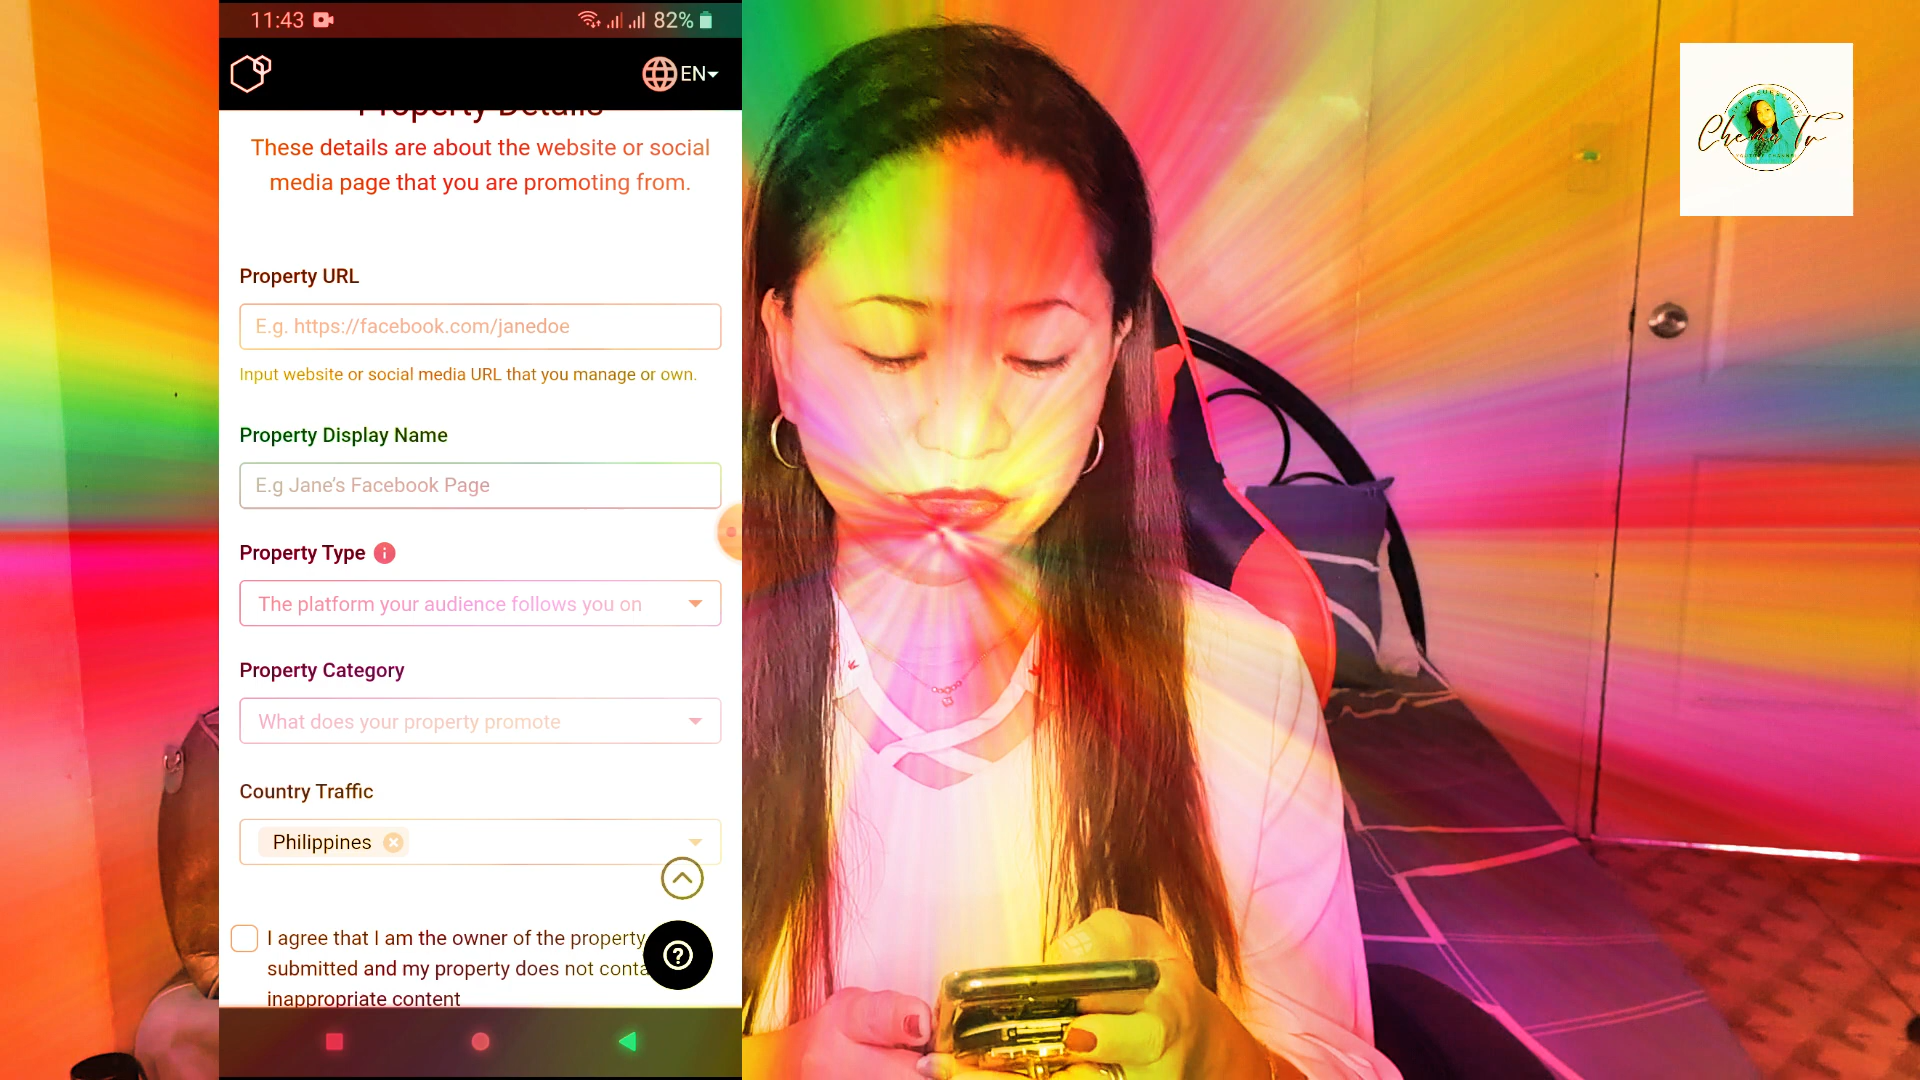 11:43
82%
EN
Property Details
These details are about the website or social
media page that you are promoting from.
Property URL
E.g. https://facebook.com/janedoe
Input website or social media URL that you manage or own.
Property Display Name
E.g Jane's Facebook Page
Property Type
The platform your audience follows you on
Property Category
What does your property promote
Country Traffic
Philippines
I agree that I am the owner of the property
submitted and my property does not conta
inappropriate content